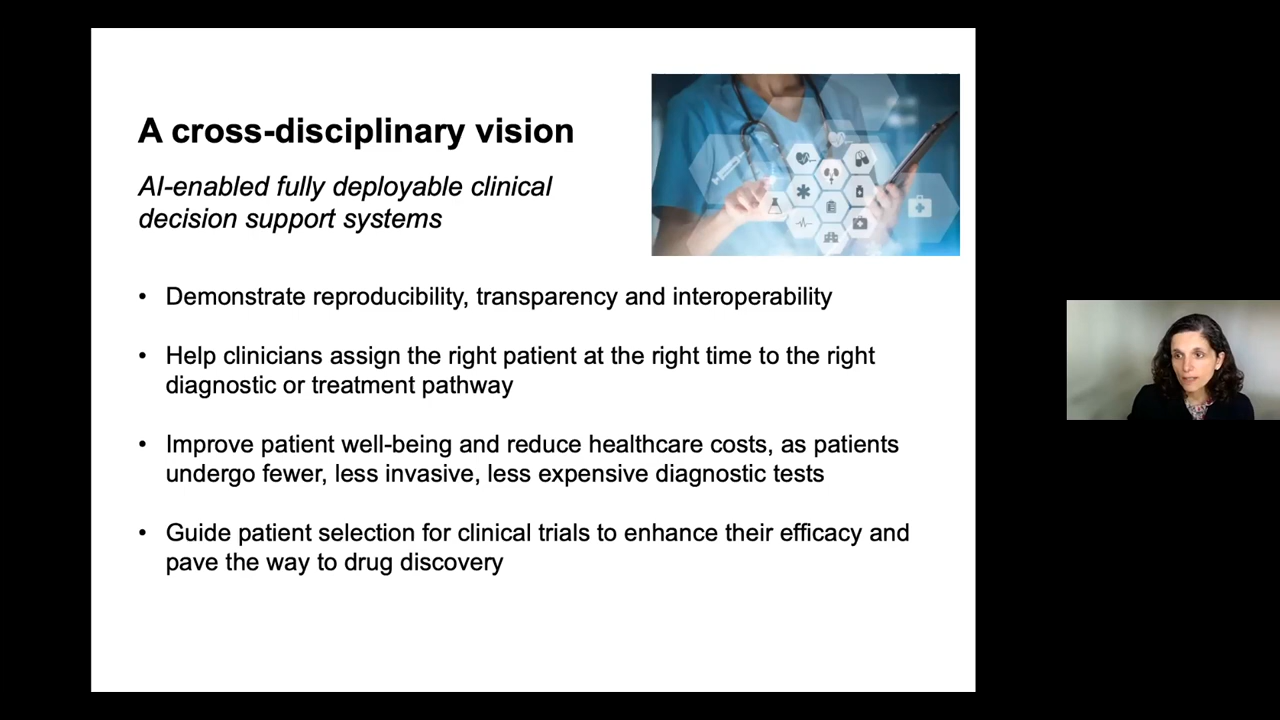 A cross-disciplinary vision
AI-enabled fully deployable clinical
decision support systems
• Demonstrate reproducibility, transparency and interoperability
• Help clinicians assign the right patient at the right time to the right
diagnostic or treatment pathway
• Improve patient well-being and reduce healthcare costs, as patients
undergo fewer, less invasive, less expensive diagnostic tests
• Guide patient selection for clinical trials to enhance their efficacy and
pave the way to drug discovery